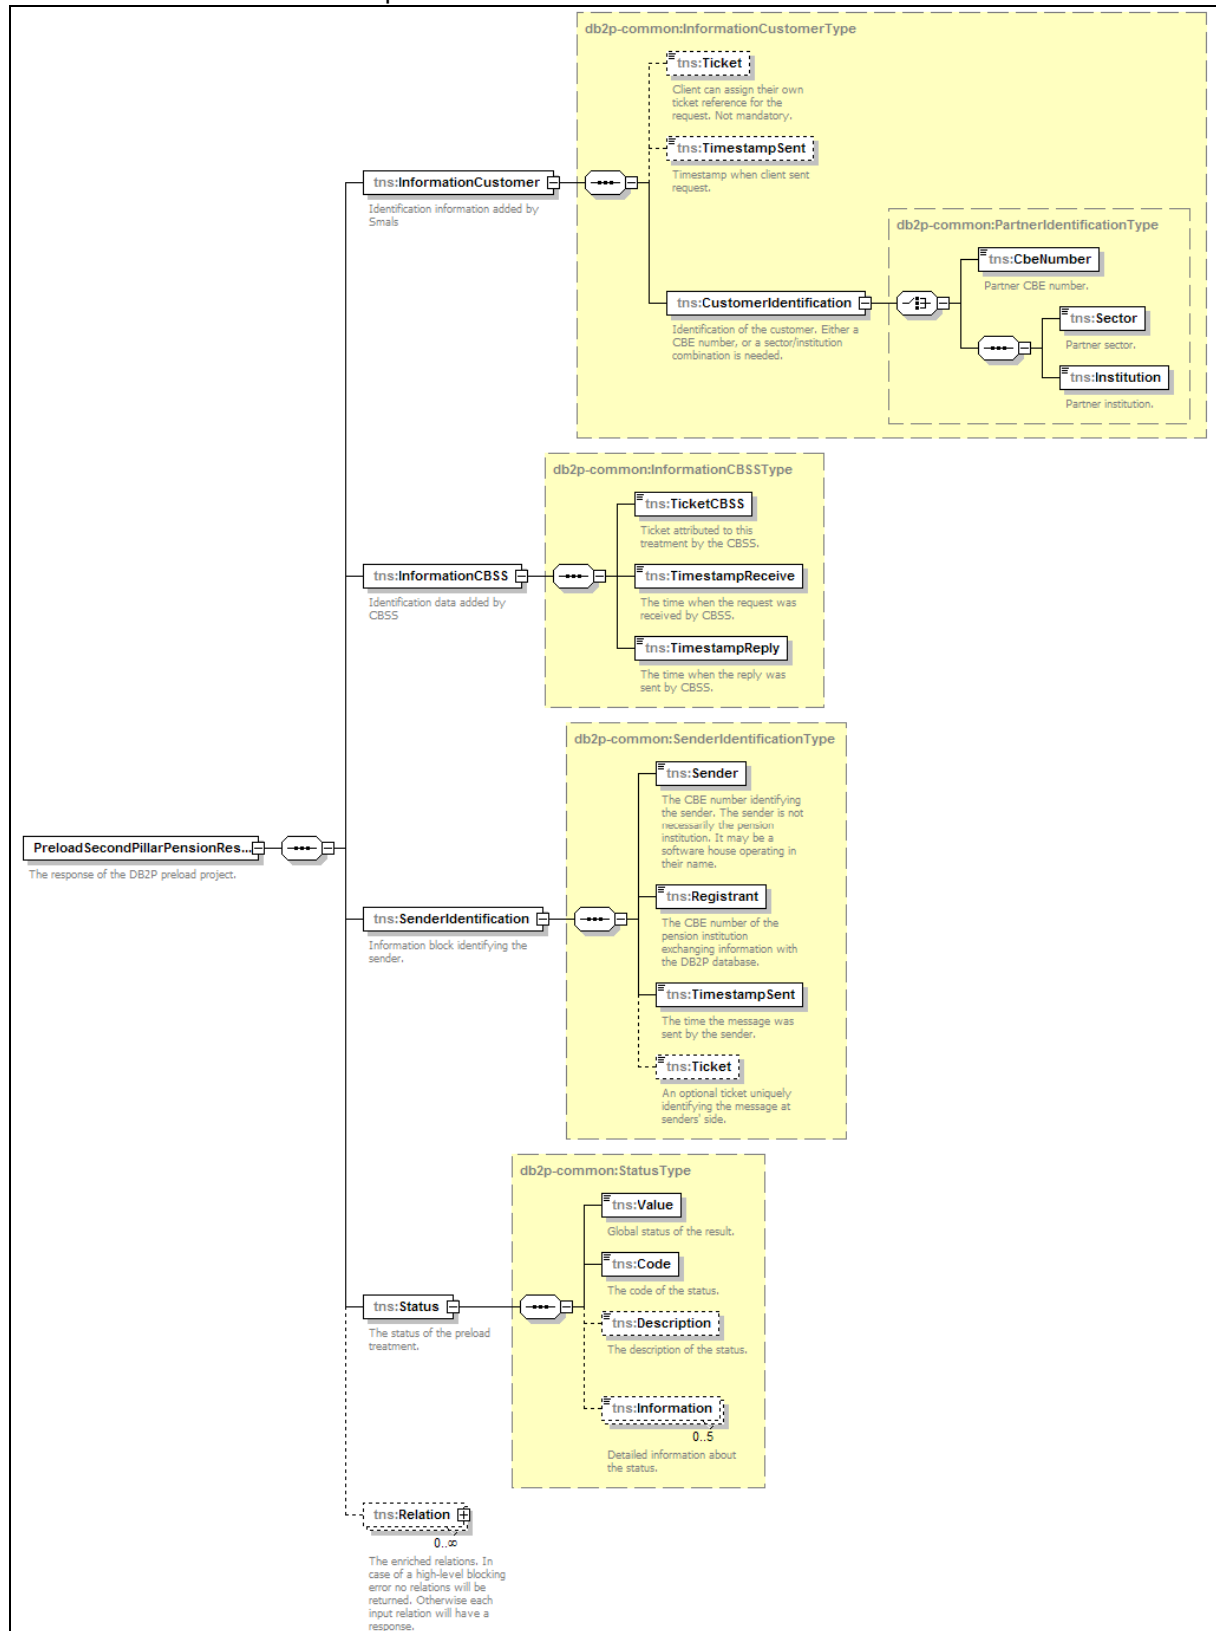 db2p-common:InformationCustomerType
tns:Ticket
Client can assign their own
ticket reference for the
request. Not mandatory.
tns:TimestampSent
Timestamp when client sent
request.
tns:InformationCustomer
Identification information added by
Smals
db2p-common:PartnerIdentificationType
tns:CbeNumber
Partner CBE number.
tns:CustomerIdentification
Identification of the customer. Either a
CBE number, or a sector/institution
combination is needed.
tns:Sector
Partner sector.
tns:Institution
Partner institution.
db2p-common:InformationCBSSType
tns:TicketCBSS
Ticket attributed to this
treatment by the CBSS.
tns:InformationCBSS
Identification data added by
CBSS
tns:TimestampReceive
The time when the request was
received by CBSS.
tns:TimestampReply
The time when the reply was
sent by CBSS.
db2p-common:SenderIdentificationType
tns:Sender
The CBE number identifying
the sender. The sender is not
necessarily the pension
institution. It may be a
software house operating in
their name.
PreloadSecondPillarPensionRes...
The response of the DB2P preload project.
tns:Registrant
The CBE number of the
pension institution
exchanging information with
the DB2P database.
tns:SenderIdentification
Information block identifying the
sender.
tns:TimestampSent
The time the message was
sent by the sender.
tns:Ticket
An optional ticket uniquely
identifying the message at
senders' side.
db2p-common:StatusType
tns:Value
Global status of the result.
tns:Code
The code of the status.
tns:Status
The status of the preload
treatment.
tns:Description
The description of the status.
tns:Information
0..5
Detailed information about
the status.
tns:Relation
0..∞
The enriched relations. In
case of a high-level blocking
error no relations will be
returned. Otherwise each
input relation will have a
response.